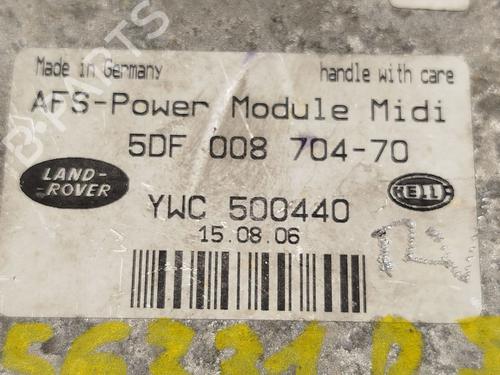 Made in Germany
handle with care
AFS-Power Module Midi
5DF 008 704-70
LAND-
-ROVER
HELLA
YWC 500440
15.08.06
B-PARTS